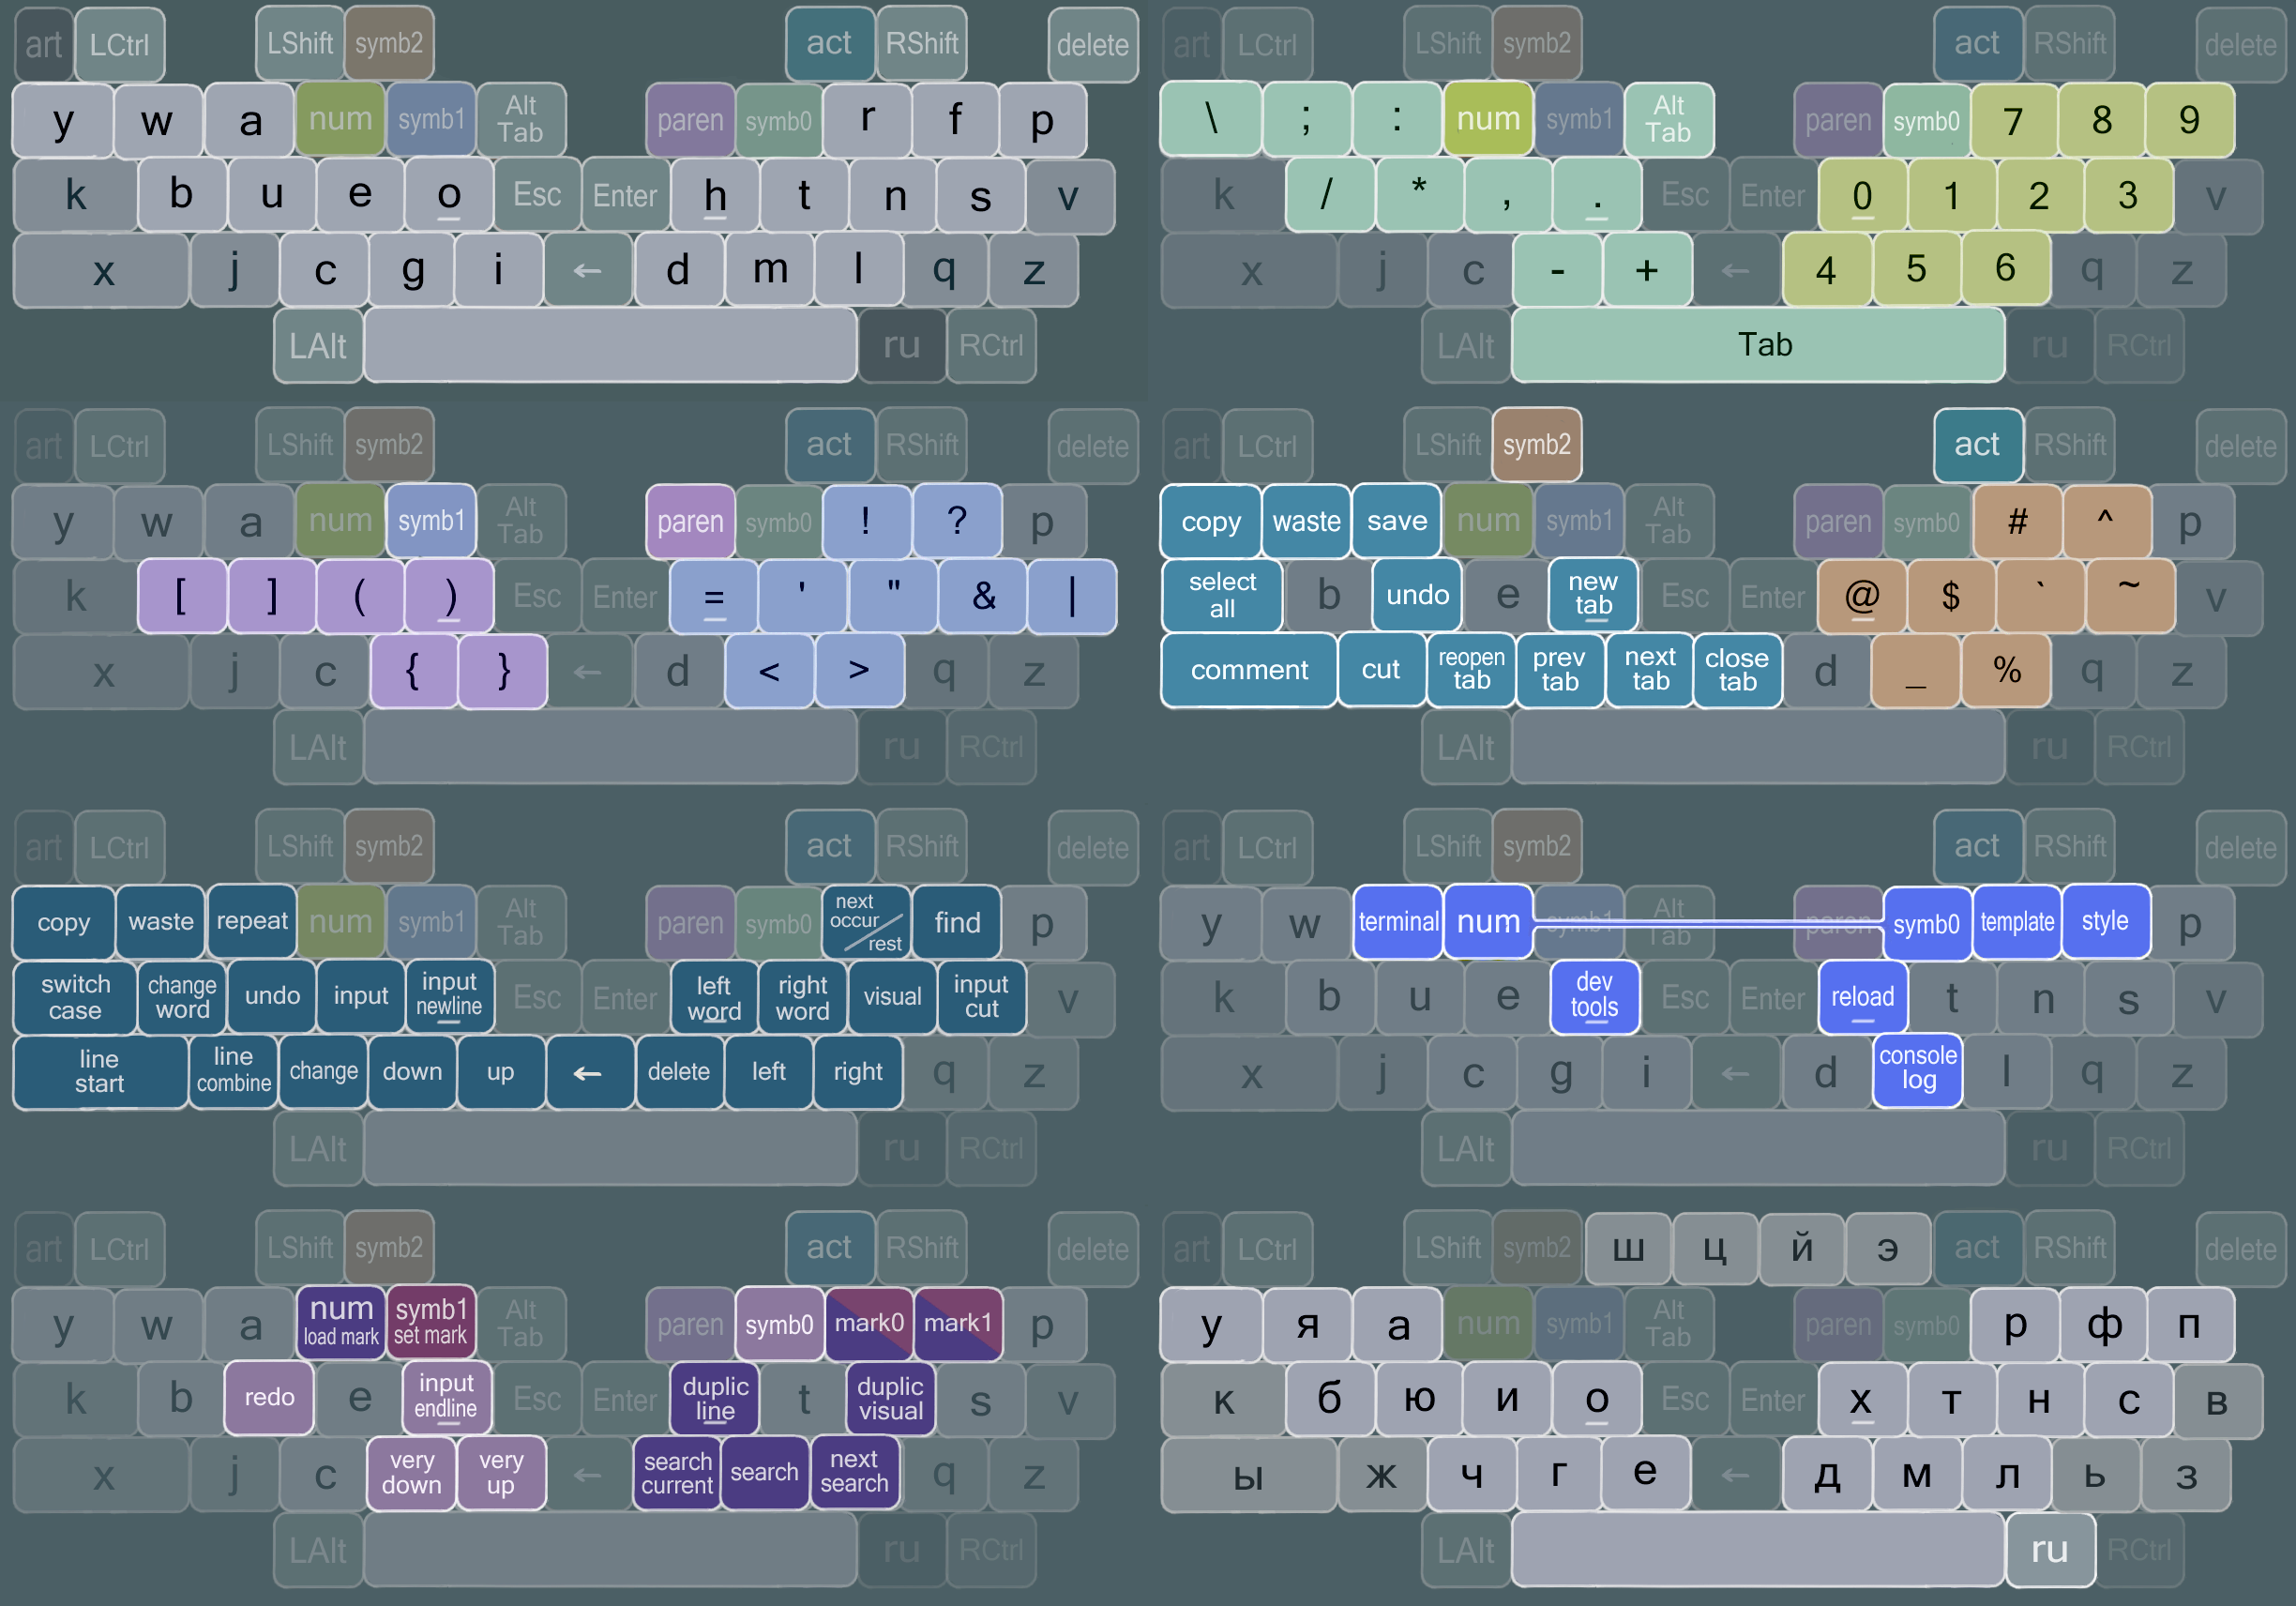 art LCtrl LShift symb2 act RShift delete
y w a num symb1 Alt Tab paren symb0 r f p
k b u e o Esc Enter h t n s v
x j c g i ← d m l q z
LAlt ru RCtrl
art LCtrl LShift symb2 act RShift delete
\ ; : num symb1 Alt Tab paren symb0 7 8 9
k / * , . Esc Enter 0 1 2 3 v
x j c - + ← 4 5 6 q z
LAlt Tab ru RCtrl
art LCtrl LShift symb2 act RShift delete
y w a num symb1 Alt Tab paren symb0 ! ? p
k [ ] ( ) Esc Enter = ' " & |
x j c { } ← d < > q z
LAlt ru RCtrl
art LCtrl LShift symb2 act RShift delete
copy waste save num symb1 Alt Tab paren symb0 # ^ p
select all b undo e new tab Esc Enter @ $ ` ~ v
comment cut reopen tab prev tab next tab close tab d _ % q z
LAlt ru RCtrl
art LCtrl LShift symb2 act RShift delete
copy waste repeat num symb1 Alt Tab paren symb0 next occur / rest find p
switch case change word undo input input newline Esc Enter left word right word visual input cut v
line start line combine change down up ← delete left right q z
LAlt ru RCtrl
art LCtrl LShift symb2 act RShift delete
y w terminal num symb1 Alt Tab paren symb0 template style p
k b u e dev tools Esc Enter reload t n s v
x j c g i ← d console log l q z
LAlt ru RCtrl
art LCtrl LShift symb2 act RShift delete
y w a num load mark symb1 set mark Alt Tab paren symb0 mark0 mark1 p
k b redo e input endline Esc Enter duplic line t duplic visual s v
x j c very down very up ← search current search next search q z
LAlt ru RCtrl
art LCtrl LShift symb2 ш ц й э act RShift delete
у я а num symb1 Alt Tab paren symb0 р ф п
к б ю и о Esc Enter х т н с в
ы ж ч г е ← д м л ь з
LAlt ru RCtrl